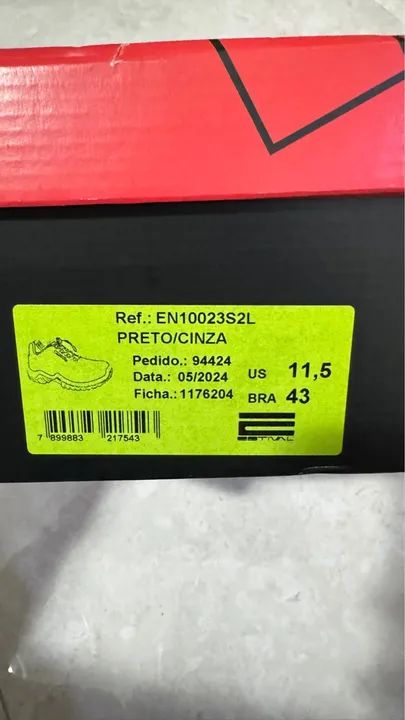 Ref.: EN10023S2L
PRETO/CINZA
Pedido.: 94424
Data.: 05/2024
Ficha.: 1176204
US 11,5
BRA 43
7 899883 217543
ESTIVAL